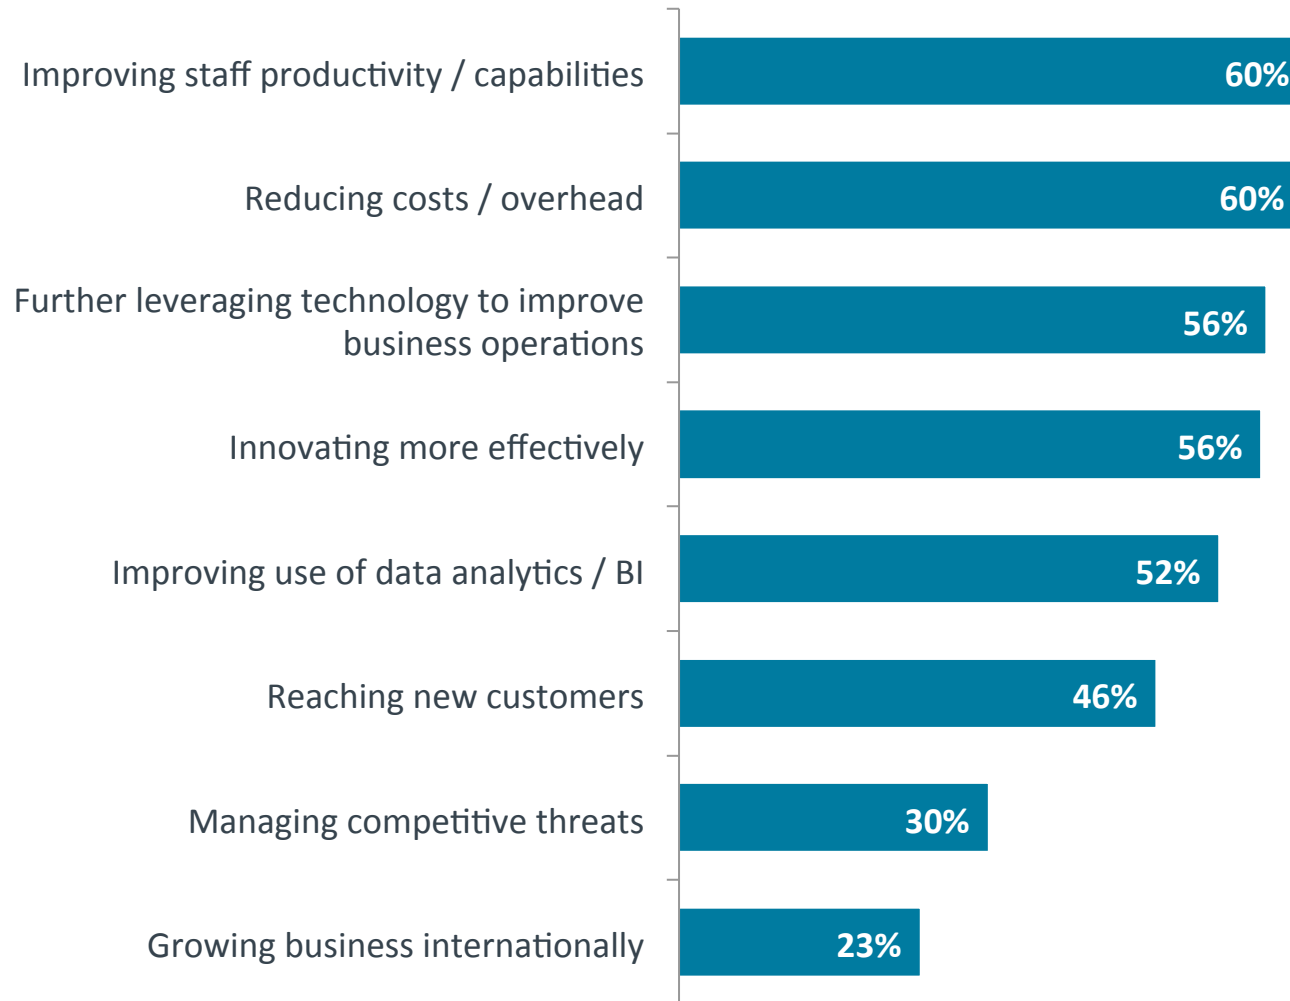 Improving staff productivity / capabilities 60%
Reducing costs / overhead 60%
Further leveraging technology to improve
business operations 56%
Innovating more effectively 56%
Improving use of data analytics / BI 52%
Reaching new customers 46%
Managing competitive threats 30%
Growing business internationally 23%